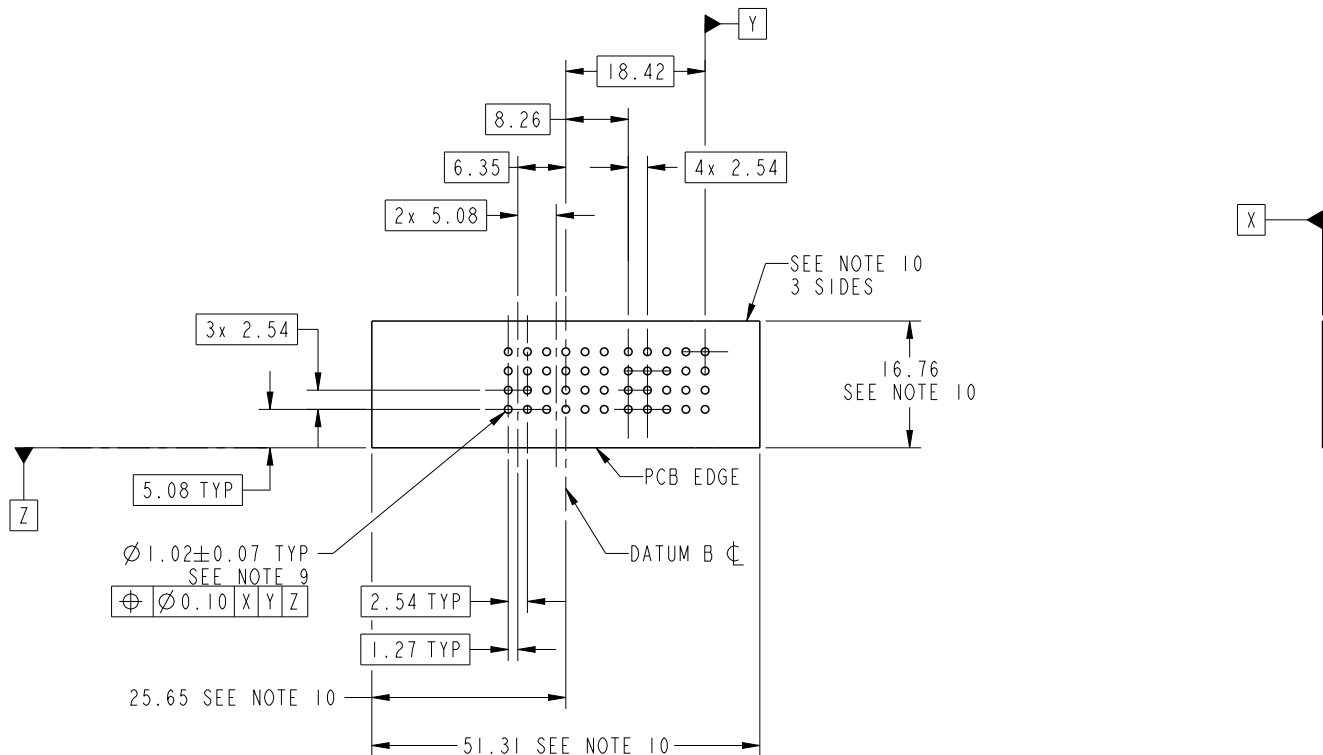 Y
18.42
8.26
6.35
4x 2.54
2x 5.08
X
SEE NOTE 10
3 SIDES
3x 2.54
16.76
SEE NOTE 10
PCB EDGE
5.08 TYP
Z
Ø1.02±0.07 TYP
SEE NOTE 9
⌖ Ø0.10 X Y Z
DATUM B ℄
2.54 TYP
1.27 TYP
25.65 SEE NOTE 10
51.31 SEE NOTE 10